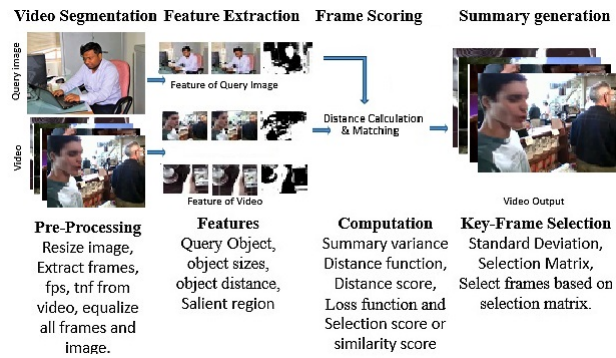 Video Segmentation Feature Extraction Frame Scoring Summary generation
Query image
Feature of Query Image
Distance Calculation
& Matching
Video
Feature of Video
Video Output
Pre-Processing
Resize image,
Extract frames,
fps, tnf from
video, equalize
all frames and
image.
Features
Query Object,
object sizes,
object distance,
Salient region
Computation
Summary variance
Distance function,
Distance score,
Loss function and
Selection score or
similarity score
Key-Frame Selection
Standard Deviation,
Selection Matrix,
Select frames based on
selection matrix.